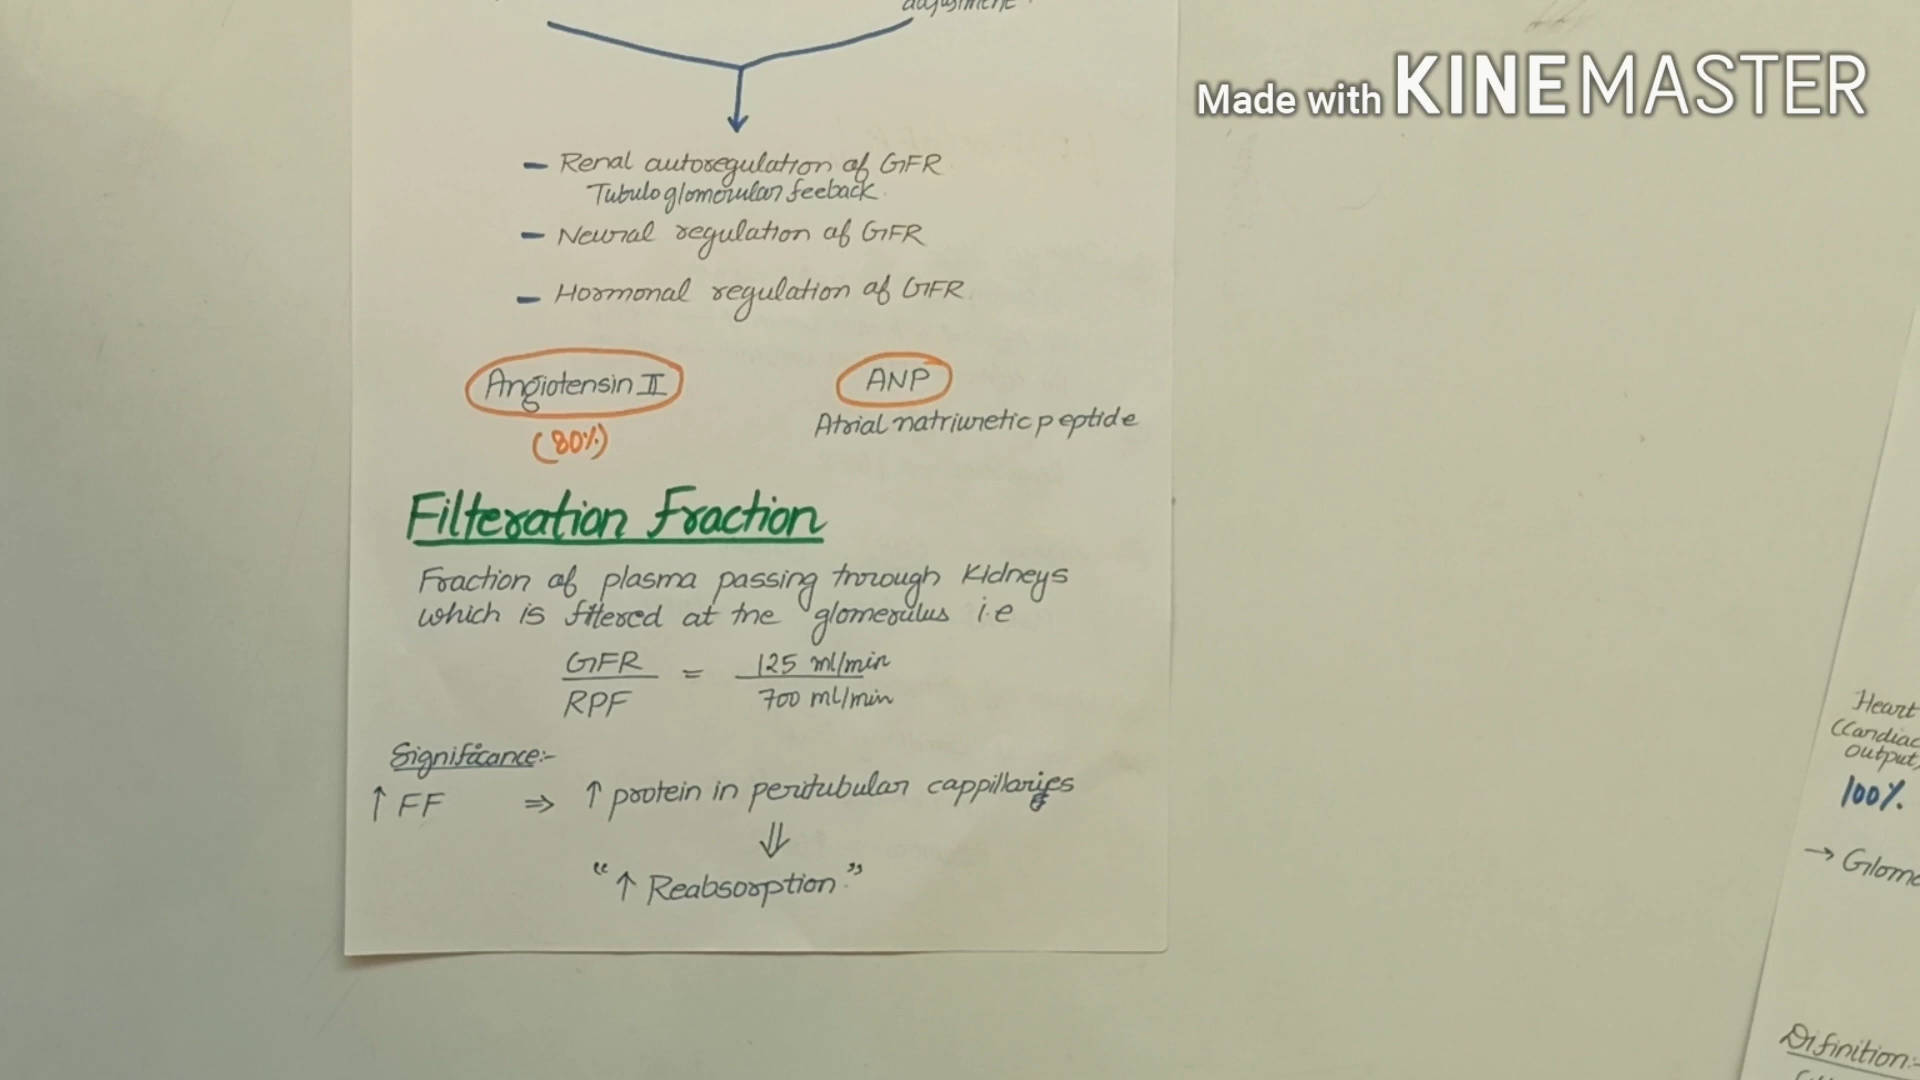 adjustment.
Made with KINEMASTER
- Renal autoregulation of GFR
Tubuloglomerular feeback.
- Neural regulation of GFR
- Hormonal regulation of GFR.
Angiotensin II
ANP
(80%)
Atrial natriuretic peptide
Filteration Fraction
Fraction of plasma passing through Kidneys
which is filtered at the glomerulus i.e
GFR = 125 ml/min
RPF 700 ml/min
Significance:-
↑ FF ⇒ ↑ protein in peritubular cappillaries
⇓
"↑ Reabsorption."
Heart
(Cardiac
output)
100%.
→ Glome
Difinition:-